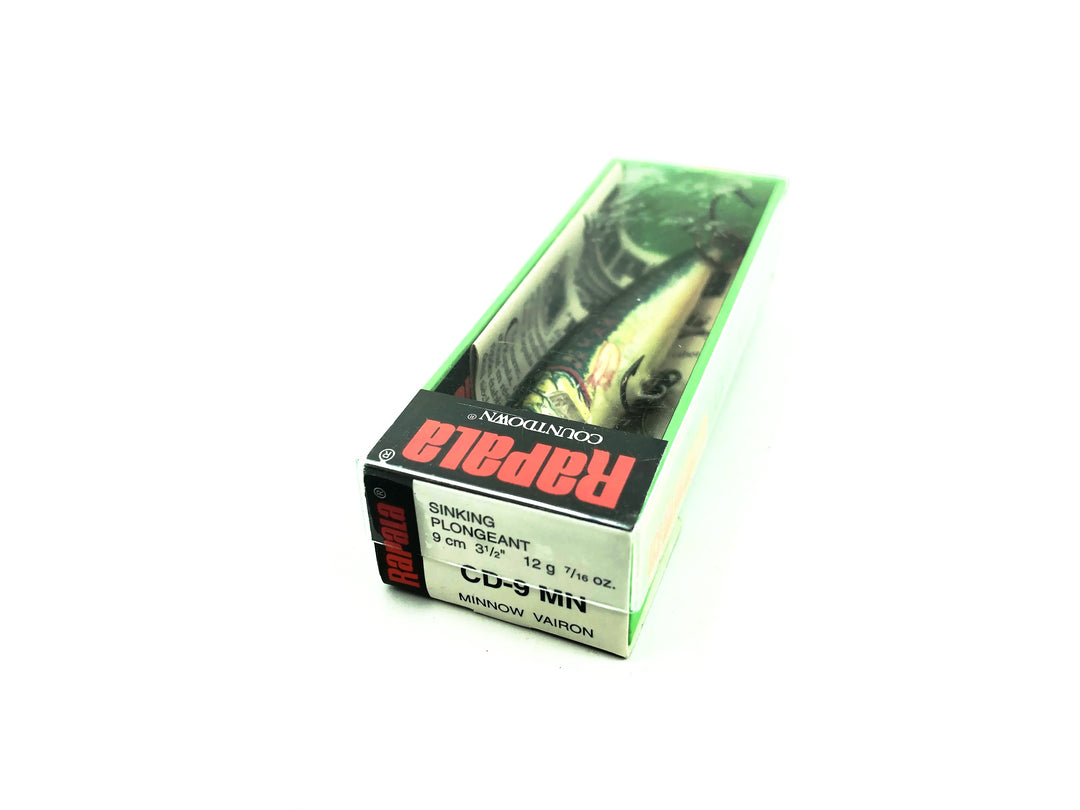 COUNTDOWN ®
RAPALA ®
RAPALA ®
SINKING
PLONGEANT
9 cm 3 1/2" 12 g 7/16 oz.
CD-9 MN
MINNOW VAIRON